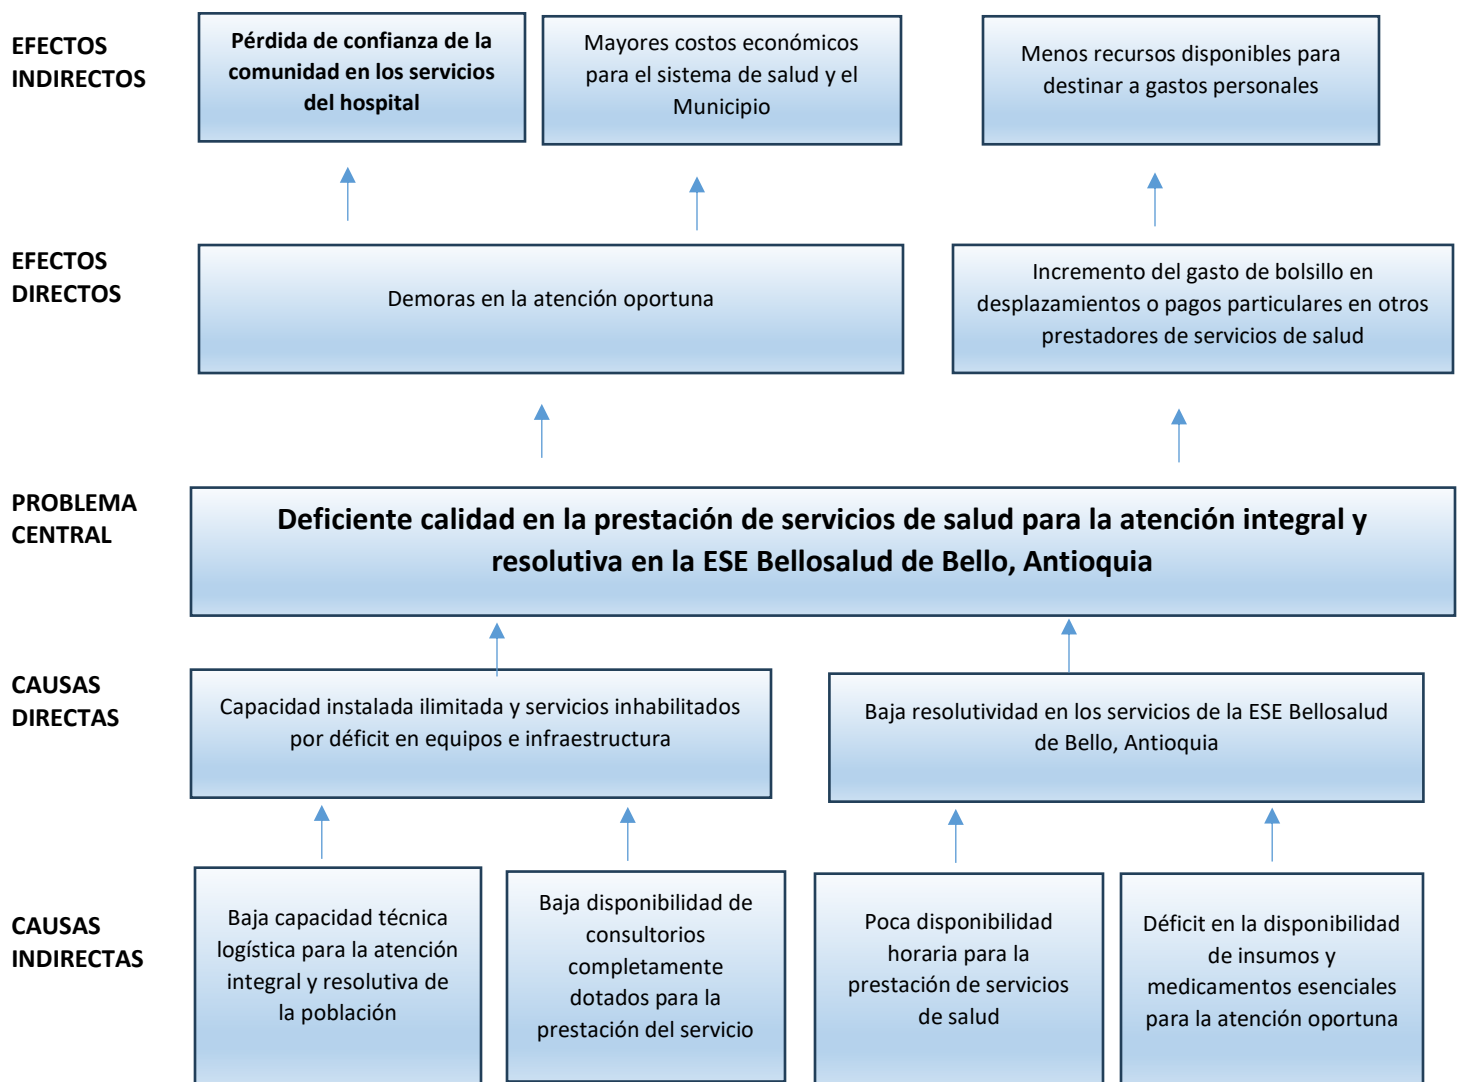 EFECTOS
INDIRECTOS
Pérdida de confianza de la
comunidad en los servicios
del hospital
Mayores costos económicos
para el sistema de salud y el
Municipio
Menos recursos disponibles para
destinar a gastos personales
EFECTOS
DIRECTOS
Demoras en la atención oportuna
Incremento del gasto de bolsillo en
desplazamientos o pagos particulares en otros
prestadores de servicios de salud
PROBLEMA
CENTRAL
Deficiente calidad en la prestación de servicios de salud para la atención integral y
resolutiva en la ESE Bellosalud de Bello, Antioquia
CAUSAS
DIRECTAS
Capacidad instalada ilimitada y servicios inhabilitados
por déficit en equipos e infraestructura
Baja resolutividad en los servicios de la ESE Bellosalud
de Bello, Antioquia
CAUSAS
INDIRECTAS
Baja capacidad técnica
logística para la atención
integral y resolutiva de
la población
Baja disponibilidad de
consultorios
completamente
dotados para la
prestación del servicio
Poca disponibilidad
horaria para la
prestación de servicios
de salud
Déficit en la disponibilidad
de insumos y
medicamentos esenciales
para la atención oportuna